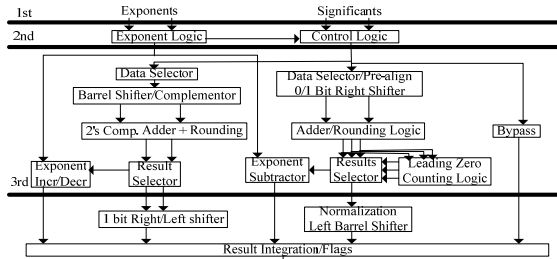 1st
Exponents
Significants
2nd
Exponent Logic
Control Logic
Data Selector
Data Selector/Pre-align
0/1 Bit Right Shifter
Barrel Shifter/Complementor
2's Comp. Adder + Rounding
Adder/Rounding Logic
Bypass
3rd
Exponent
Incr/Decr
Result
Selector
Exponent
Subtractor
Results
Selector
Leading Zero
Counting Logic
1 bit Right/Left shifter
Normalization
Left Barrel Shifter
Result Integration/Flags